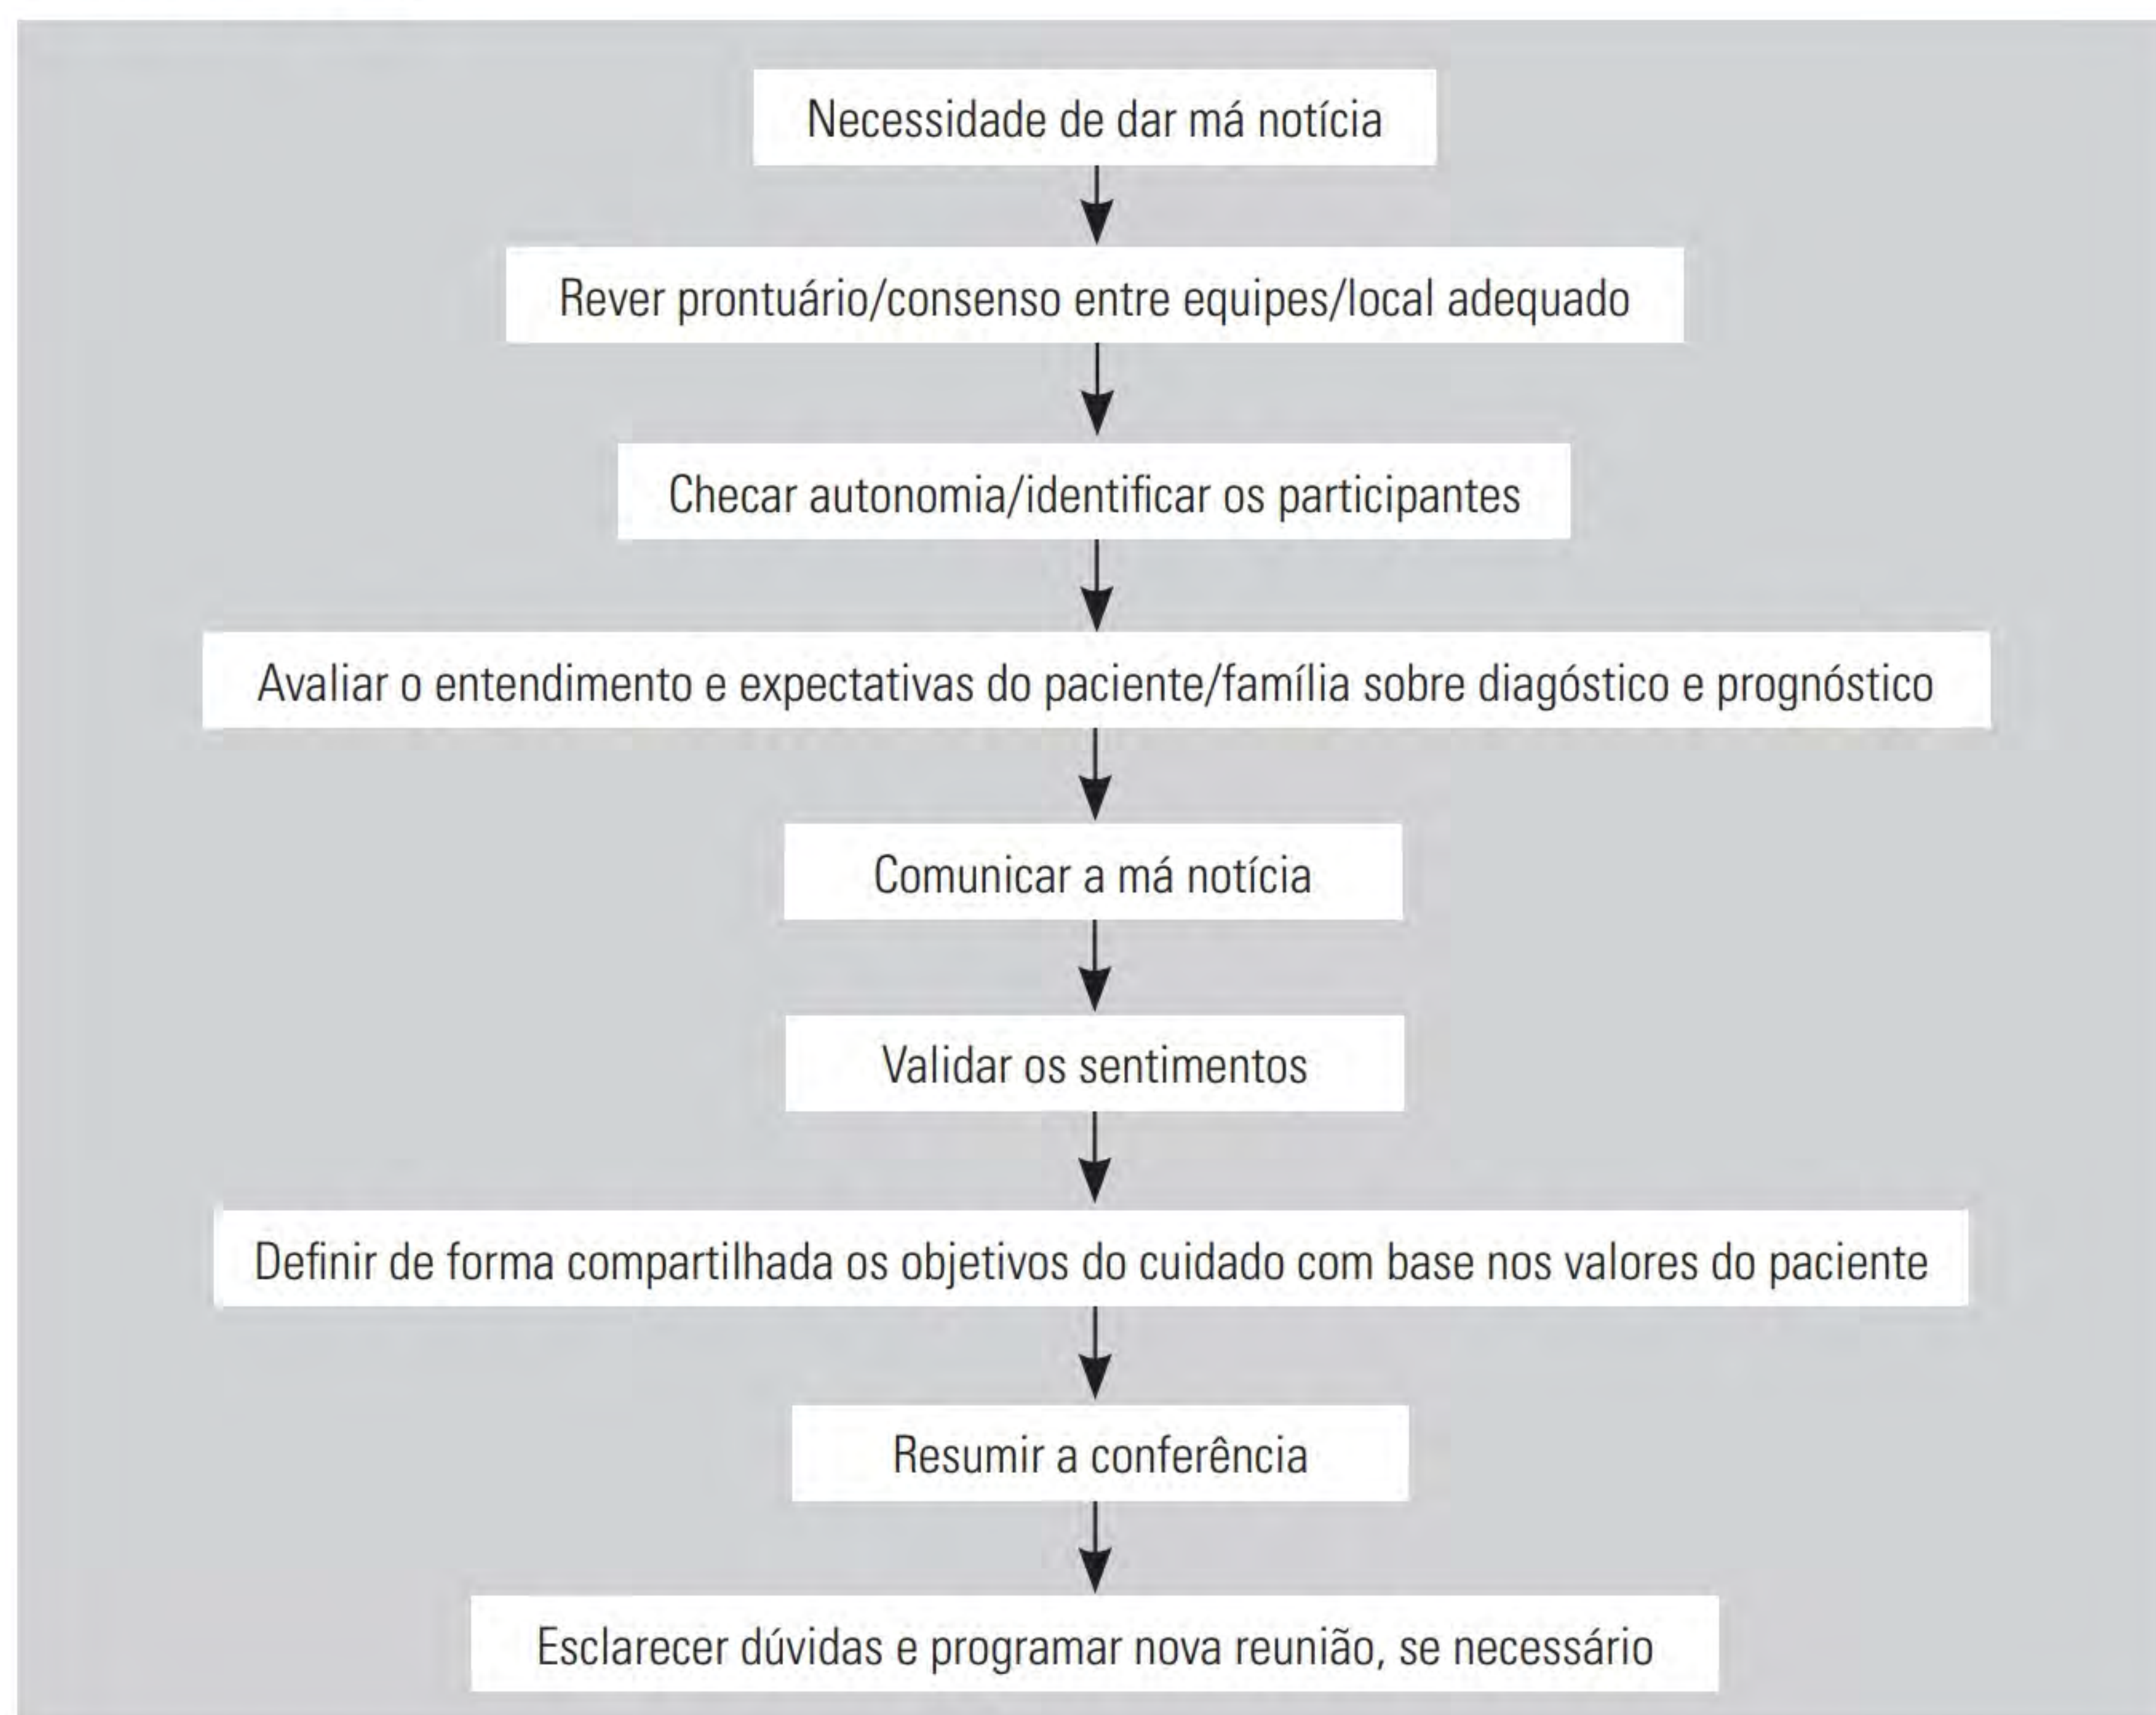 Necessidade de dar má notícia
Rever prontuário/consenso entre equipes/local adequado
Checar autonomia/identificar os participantes
Avaliar o entendimento e expectativas do paciente/família sobre diagóstico e prognóstico
Comunicar a má notícia
Validar os sentimentos
Definir de forma compartilhada os objetivos do cuidado com base nos valores do paciente
Resumir a conferência
Esclarecer dúvidas e programar nova reunião, se necessário